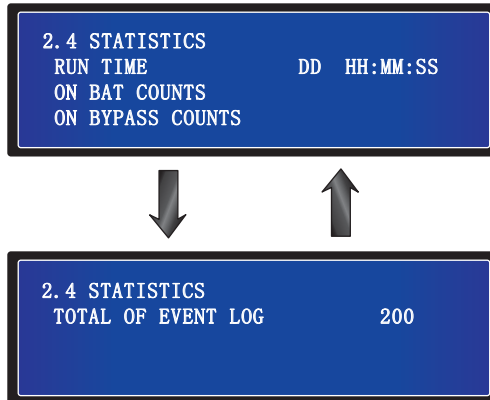 2.4 STATISTICS
RUN TIME DD HH:MM:SS
ON BAT COUNTS
ON BYPASS COUNTS
2.4 STATISTICS
TOTAL OF EVENT LOG 200